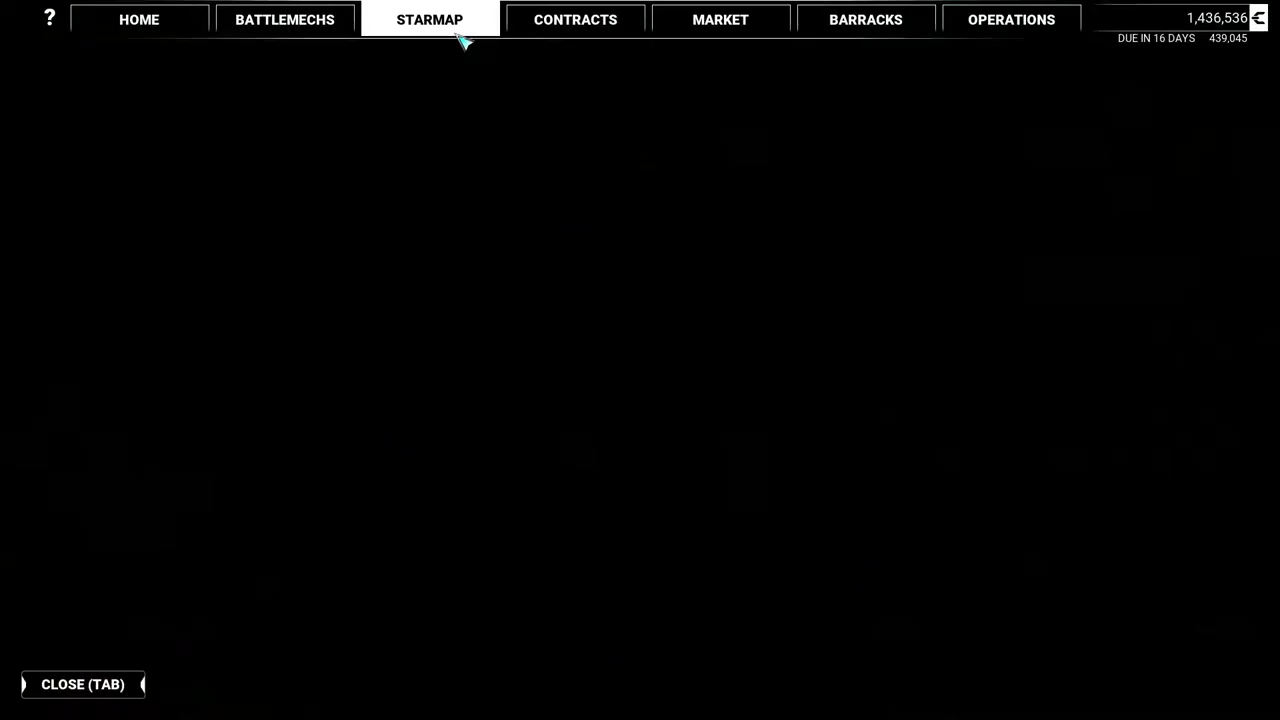 ? HOME BATTLEMECHS STARMAP CONTRACTS MARKET BARRACKS OPERATIONS 1,436,536
DUE IN 16 DAYS 439,045
CLOSE (TAB)